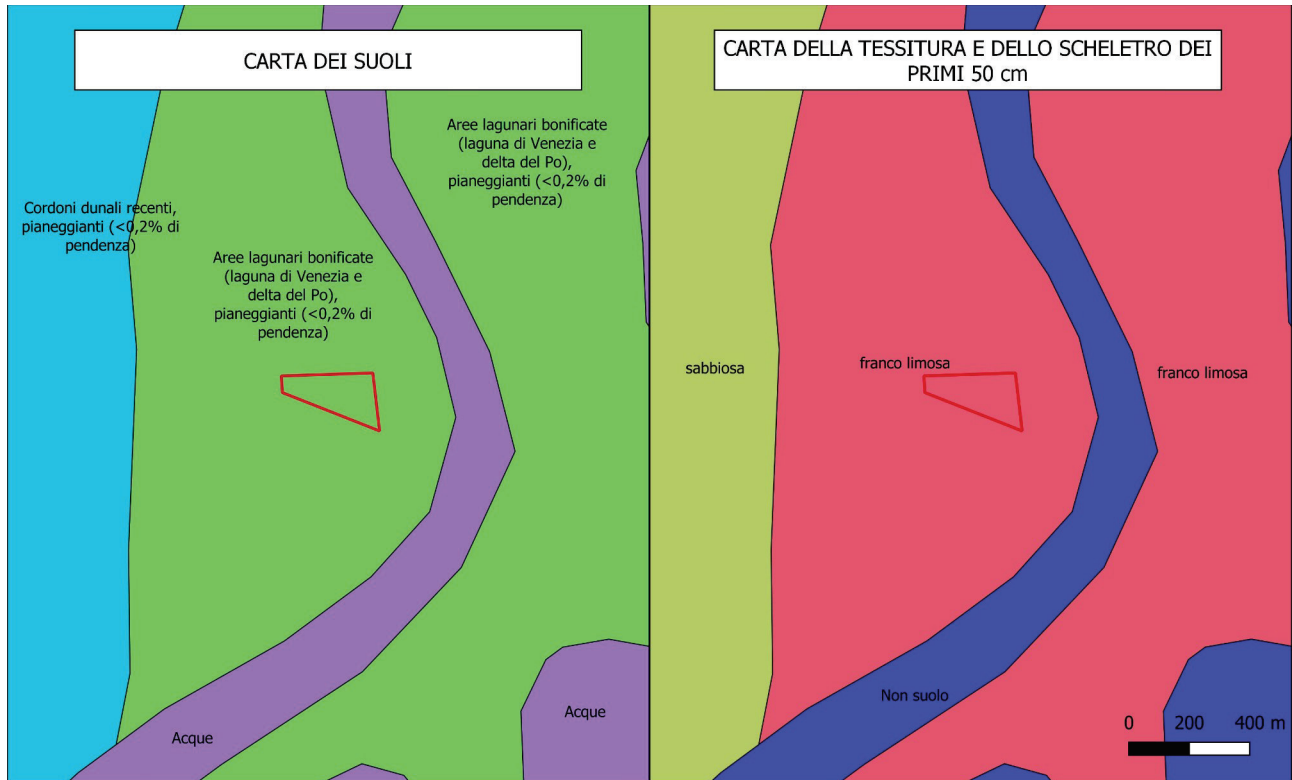 CARTA DEI SUOLI
Aree lagunari bonificate
(laguna di Venezia e
delta del Po),
pianeggianti (<0,2% di
pendenza)
Cordoni dunali recenti,
pianeggianti (<0,2% di
pendenza)
Aree lagunari bonificate
(laguna di Venezia e
delta del Po),
pianeggianti (<0,2% di
pendenza)
Acque
Acque
CARTA DELLA TESSITURA E DELLO SCHELETRO DEI
PRIMI 50 cm
sabbiosa
franco limosa
franco limosa
Non suolo
0 200 400 m